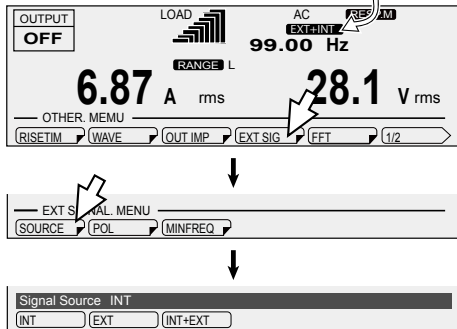 OUTPUT
OFF
LOAD
AC
EXT+INT
99.00 Hz
RANGE L
6.87 A rms
28.1 V rms
OTHER. MEMU
RISETIM WAVE OUT IMP EXT SIG FFT 1/2
EXT SIGNAL. MENU
SOURCE POL MINFREQ
Signal Source INT
INT EXT INT+EXT